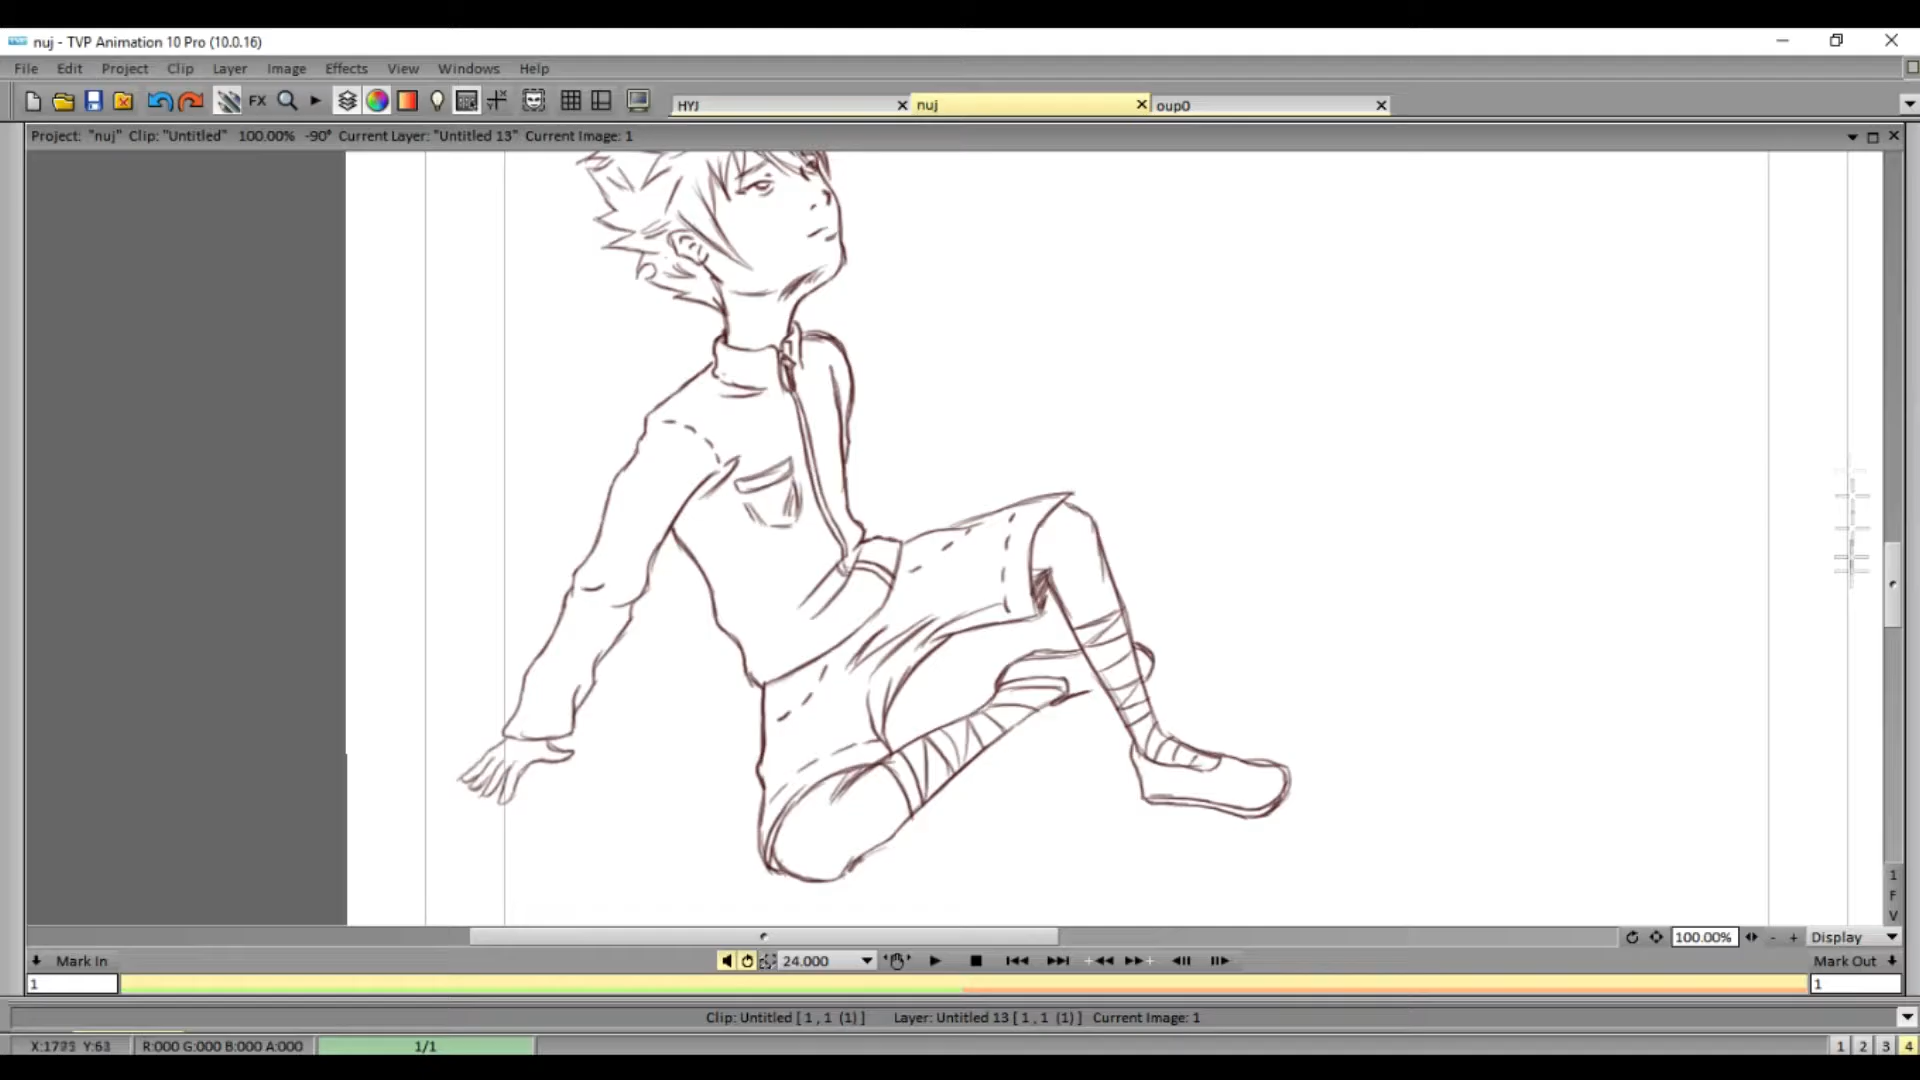 nuj - TVP Animation 10 Pro (10.0.16)
File Edit Project Clip Layer Image Effects View Windows Help
FX HYJ nuj oup0
Project: "nuj" Clip: "Untitled" 100.00% -90° Current Layer: "Untitled 13" Current Image: 1
1
F
V
100.00% - + Display
Mark In 24.000 Mark Out
1 1
Clip: Untitled [ 1 , 1 (1) ] Layer: Untitled 13 [ 1 , 1 (1) ] Current Image: 1
Y:63 R:000 G:000 B:000 A:000 1/1 1 2 3 4